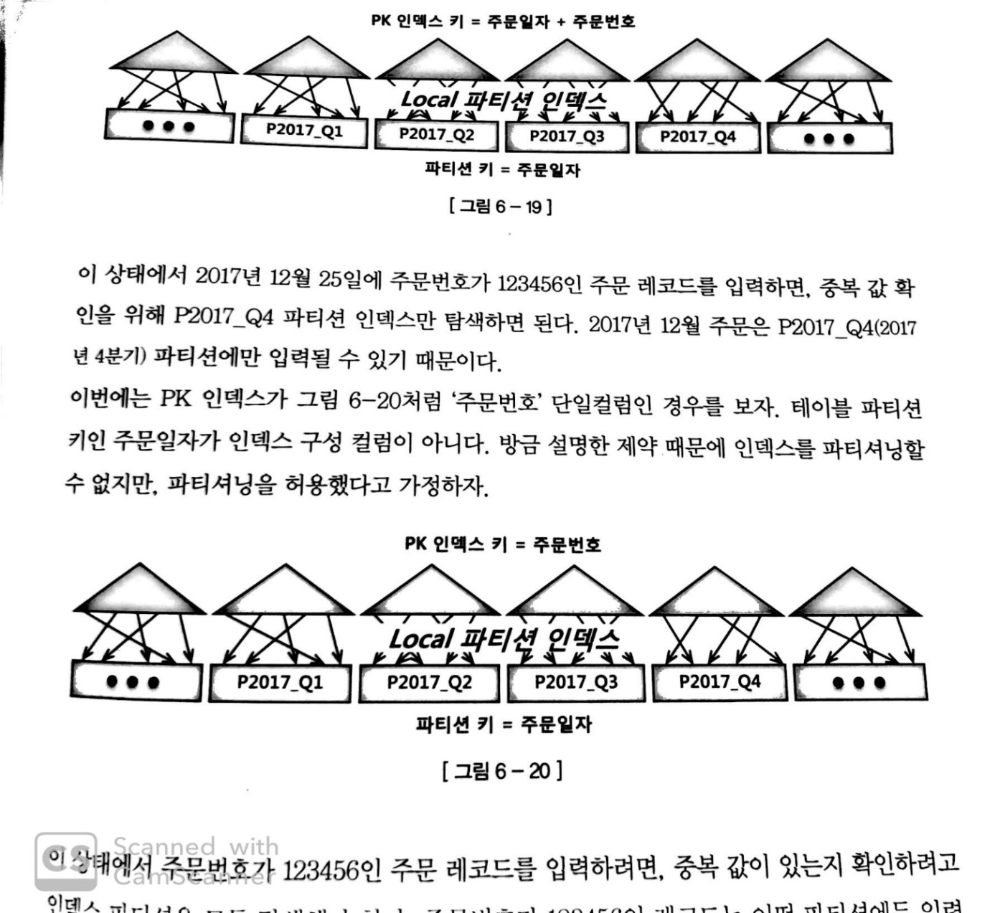 PK 인덱스 키 = 주문일자 + 주문번호
Local 파티션 인덱스
P2017_Q1 P2017_Q2 P2017_Q3 P2017_Q4
파티션 키 = 주문일자
[ 그림 6 – 19 ]
이 상태에서 2017년 12월 25일에 주문번호가 123456인 주문 레코드를 입력하면, 중복 값 확
인을 위해 P2017_Q4 파티션 인덱스만 탐색하면 된다. 2017년 12월 주문은 P2017_Q4(2017
년 4분기) 파티션에만 입력될 수 있기 때문이다.
이번에는 PK 인덱스가 그림 6-20처럼 ‘주문번호’ 단일컬럼인 경우를 보자. 테이블 파티션
키인 주문일자가 인덱스 구성 컬럼이 아니다. 방금 설명한 제약 때문에 인덱스를 파티셔닝할
수 없지만, 파티셔닝을 허용했다고 가정하자.
PK 인덱스 키 = 주문번호
Local 파티션 인덱스
P2017_Q1 P2017_Q2 P2017_Q3 P2017_Q4
파티션 키 = 주문일자
[ 그림 6 – 20 ]
CS Scanned with
CamScanner
이 상태에서 주문번호가 123456인 주문 레코드를 입력하려면, 중복 값이 있는지 확인하려고
인덱스 파티션을